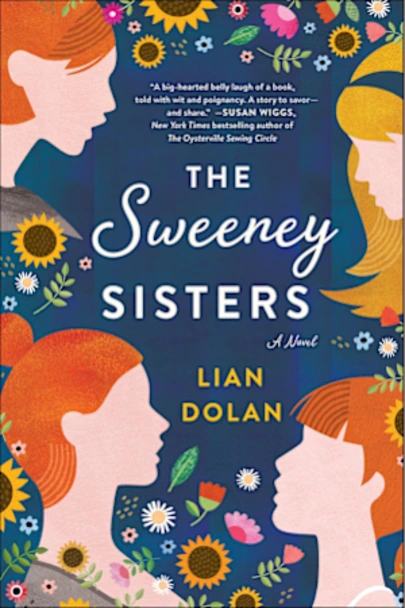 "A big-hearted belly laugh of a book,
told with wit and poignancy. A story to savor—
and share." —SUSAN WIGGS,
New York Times bestselling author of
The Oysterville Sewing Circle
THE
Sweeney
SISTERS
A Novel
LIAN
DOLAN